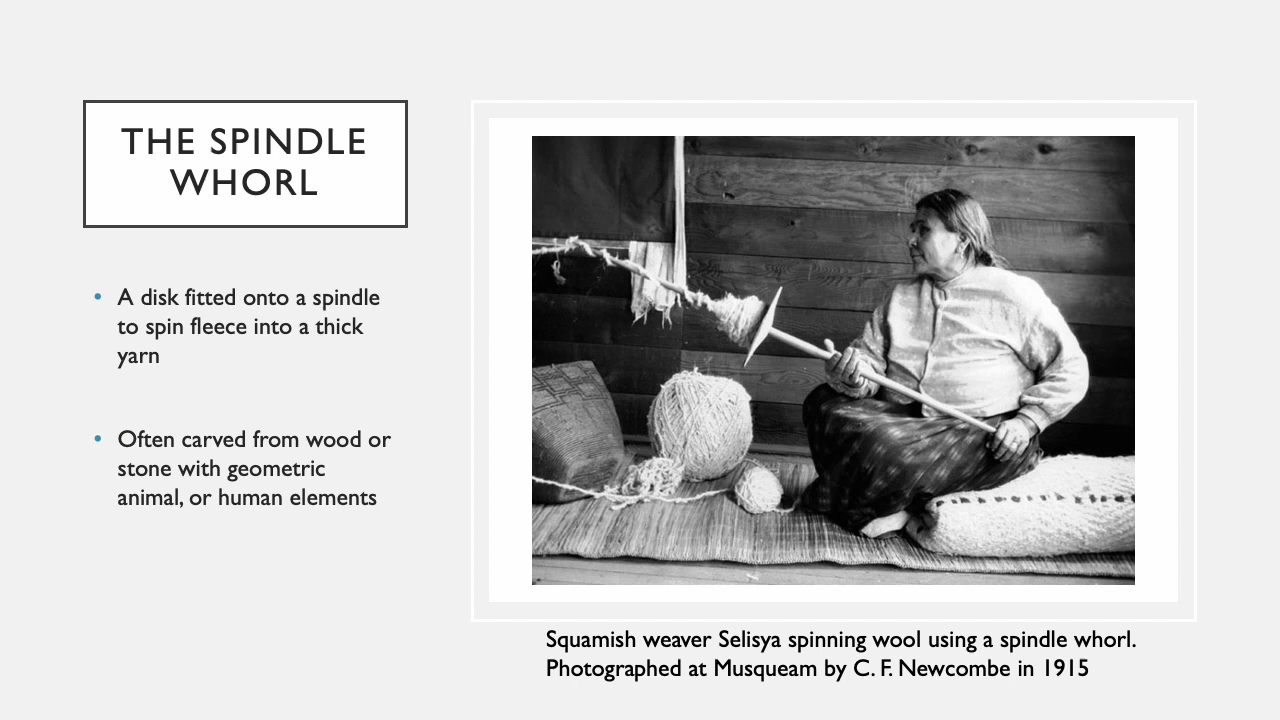 THE SPINDLE
WHORL
• A disk fitted onto a spindle
to spin fleece into a thick
yarn
• Often carved from wood or
stone with geometric
animal, or human elements
Squamish weaver Selisya spinning wool using a spindle whorl.
Photographed at Musqueam by C. F. Newcombe in 1915